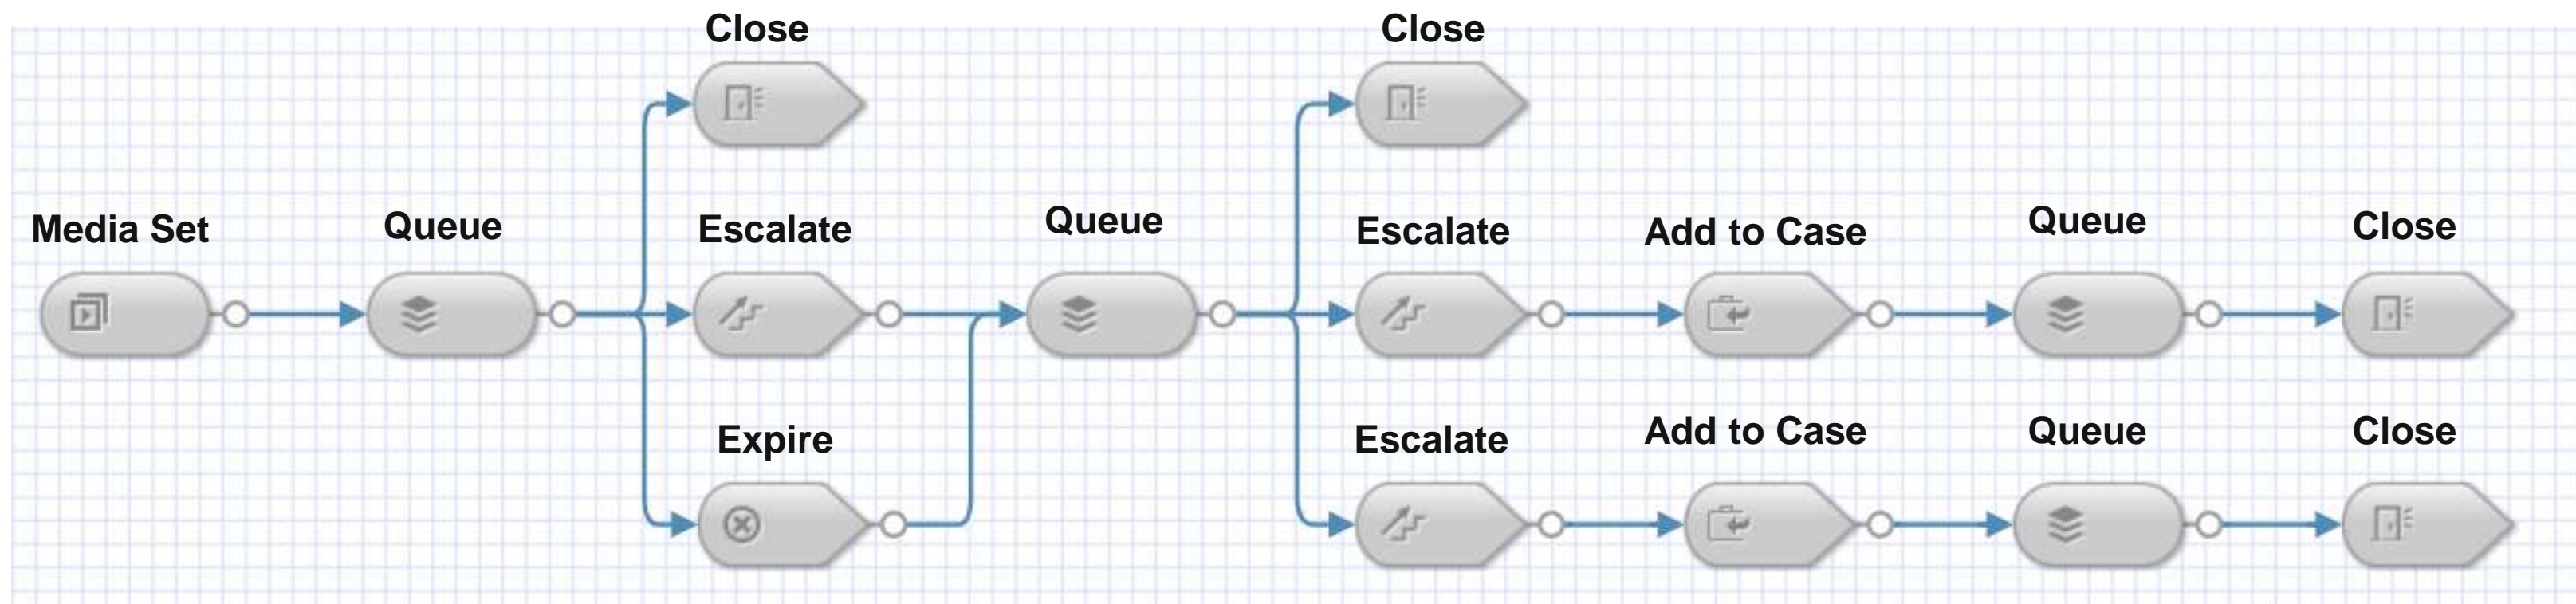 Close
Close
Media Set
Queue
Escalate
Queue
Escalate
Add to Case
Queue
Close
Expire
Escalate
Add to Case
Queue
Close